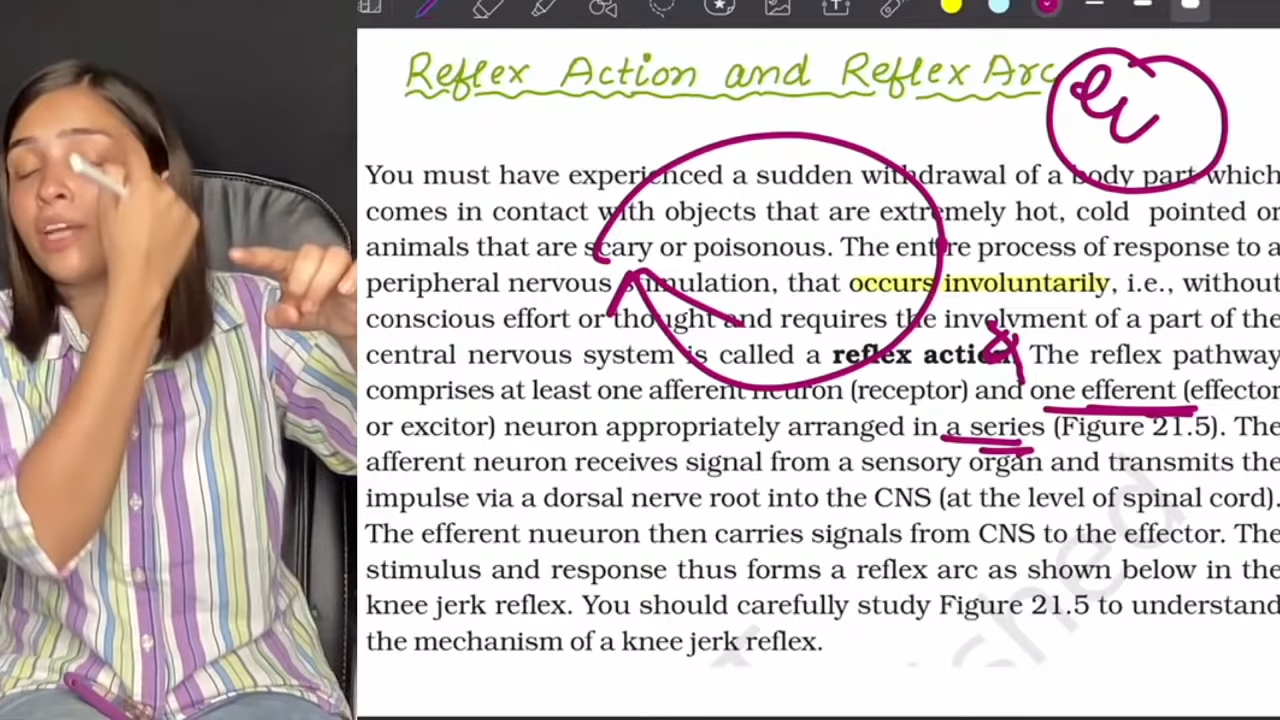 Reflex Action and Reflex Arc
You must have experienced a sudden withdrawal of a body part which
comes in contact with objects that are extremely hot, cold pointed or
animals that are scary or poisonous. The entire process of response to a
peripheral nervous stimulation, that occurs involuntarily, i.e., without
conscious effort or thought and requires the involvment of a part of the
central nervous system is called a reflex action. The reflex pathway
comprises at least one afferent neuron (receptor) and one efferent (effector
or excitor) neuron appropriately arranged in a series (Figure 21.5). The
afferent neuron receives signal from a sensory organ and transmits the
impulse via a dorsal nerve root into the CNS (at the level of spinal cord).
The efferent nueuron then carries signals from CNS to the effector. The
stimulus and response thus forms a reflex arc as shown below in the
knee jerk reflex. You should carefully study Figure 21.5 to understand
the mechanism of a knee jerk reflex.